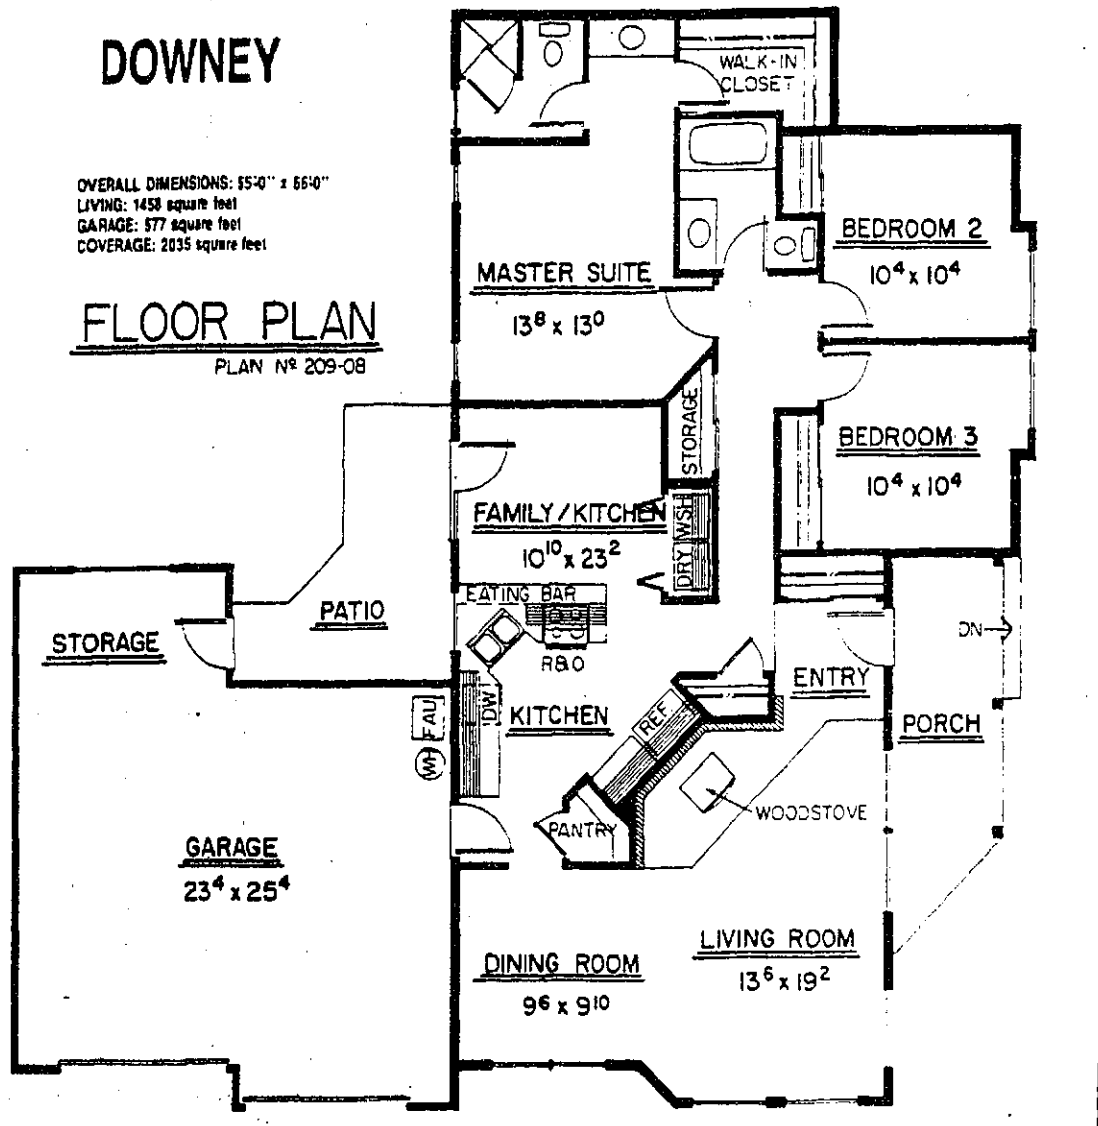 DOWNEY
OVERALL DIMENSIONS: 55'-0" x 66'-0"
LIVING: 1458 square feet
GARAGE: 577 square feet
COVERAGE: 2035 square feet
FLOOR PLAN
PLAN Nº 209-08
WALK-IN
CLOSET
BEDROOM 2
10⁴ x 10⁴
MASTER SUITE
13⁸ x 13⁰
STORAGE
BEDROOM 3
10⁴ x 10⁴
FAMILY/KITCHEN
10¹⁰ x 23²
WSH
DRY
EATING BAR
R&O
PATIO
STORAGE
DN
ENTRY
PORCH
DW
KITCHEN
REF
FAU
WH
WOODSTOVE
PANTRY
GARAGE
23⁴ x 25⁴
LIVING ROOM
13⁶ x 19²
DINING ROOM
9⁶ x 9¹⁰